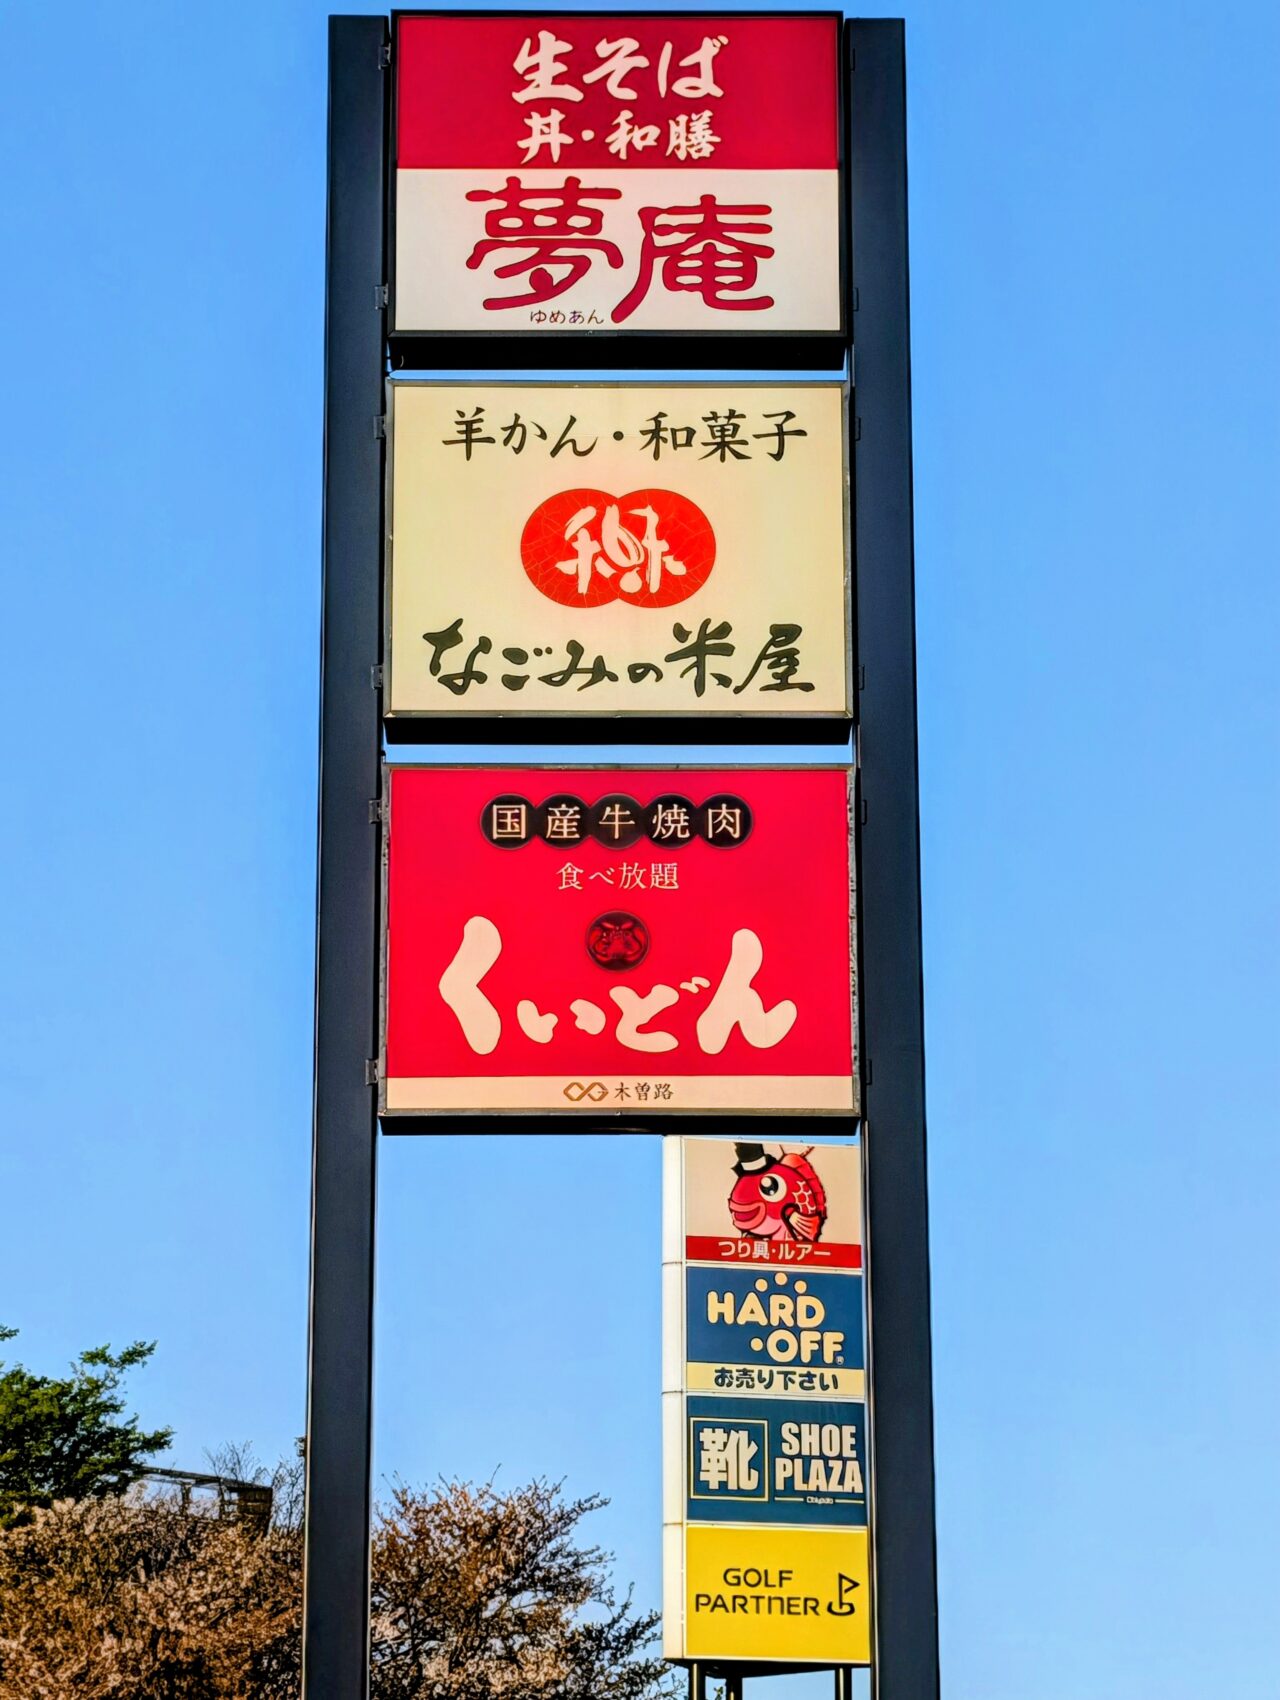 生そば
丼・和膳
夢庵
ゆめあん
羊かん・和菓子
なごみの米屋
国産牛焼肉
食べ放題
くいどん
木曽路
つり具・ルアー
HARD
・OFF®
お売り下さい
靴
SHOE
PLAZA
Chiyoda
GOLF
PARTNER